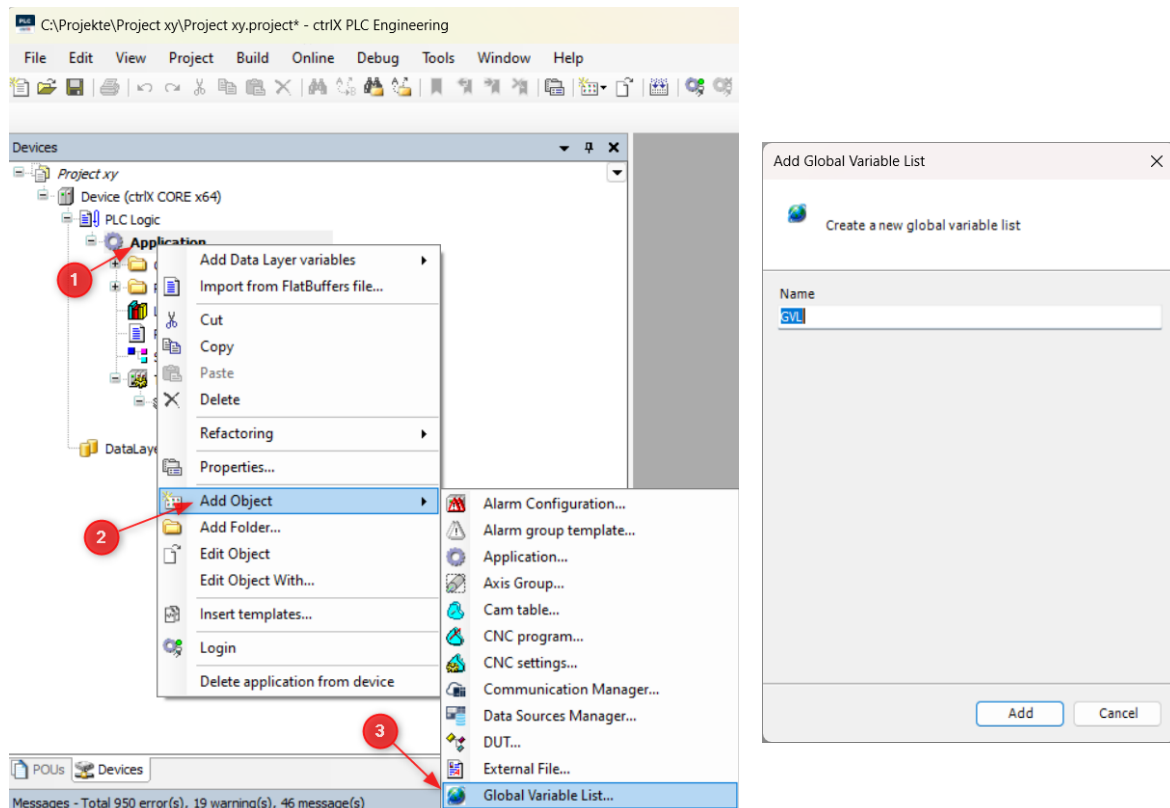 C:\Projekte\Project xy\Project xy.project* - ctrlX PLC Engineering
File Edit View Project Build Online Debug Tools Window Help
Devices
Project xy
Device (ctrlX CORE x64)
PLC Logic
Application
1
Add Data Layer variables
Import from FlatBuffers file...
Cut
Copy
Paste
Delete
Refactoring
DataLaye
Properties...
2
Add Object
Add Folder...
Edit Object
Edit Object With...
Insert templates...
Login
Delete application from device
Alarm Configuration...
Alarm group template...
Application...
Axis Group...
Cam table...
CNC program...
CNC settings...
Communication Manager...
Data Sources Manager...
DUT...
External File...
3
Global Variable List...
POUs Devices
Messages - Total 950 error(s), 19 warning(s), 46 message(s)
Add Global Variable List
Create a new global variable list
Name
GVL
Add Cancel